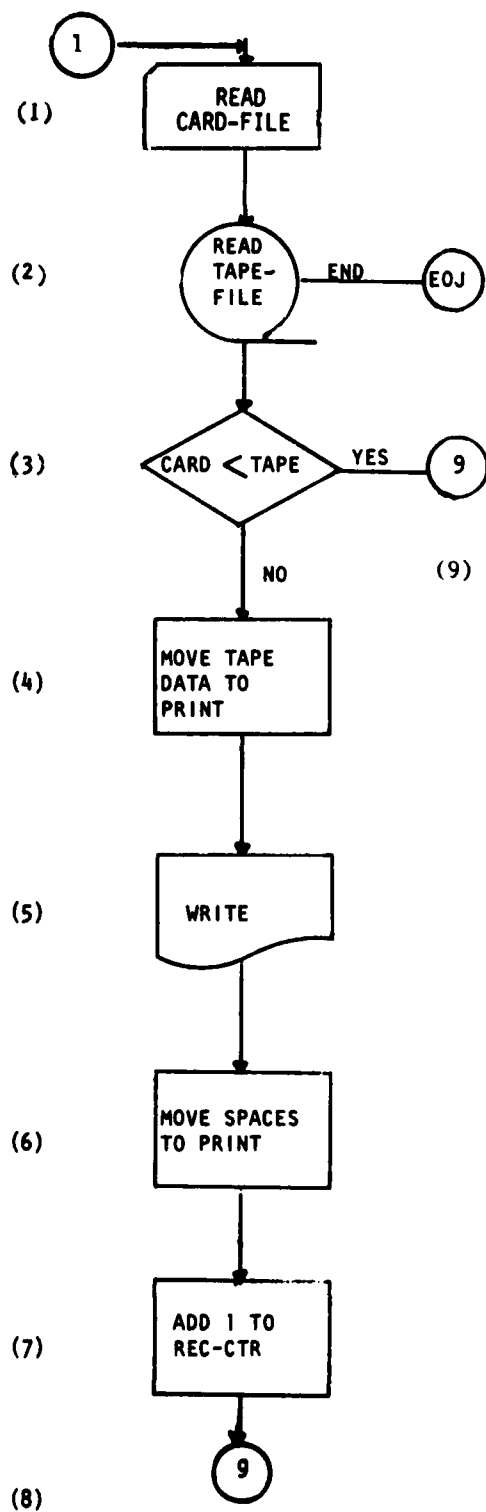 1
(1)
READ
CARD-FILE
(2)
READ
TAPE-
FILE
END
EOJ
(3)
CARD < TAPE
YES
9
NO
(9)
(4)
MOVE TAPE
DATA TO
PRINT
(5)
WRITE
(6)
MOVE SPACES
TO PRINT
(7)
ADD 1 TO
REC-CTR
9
(8)